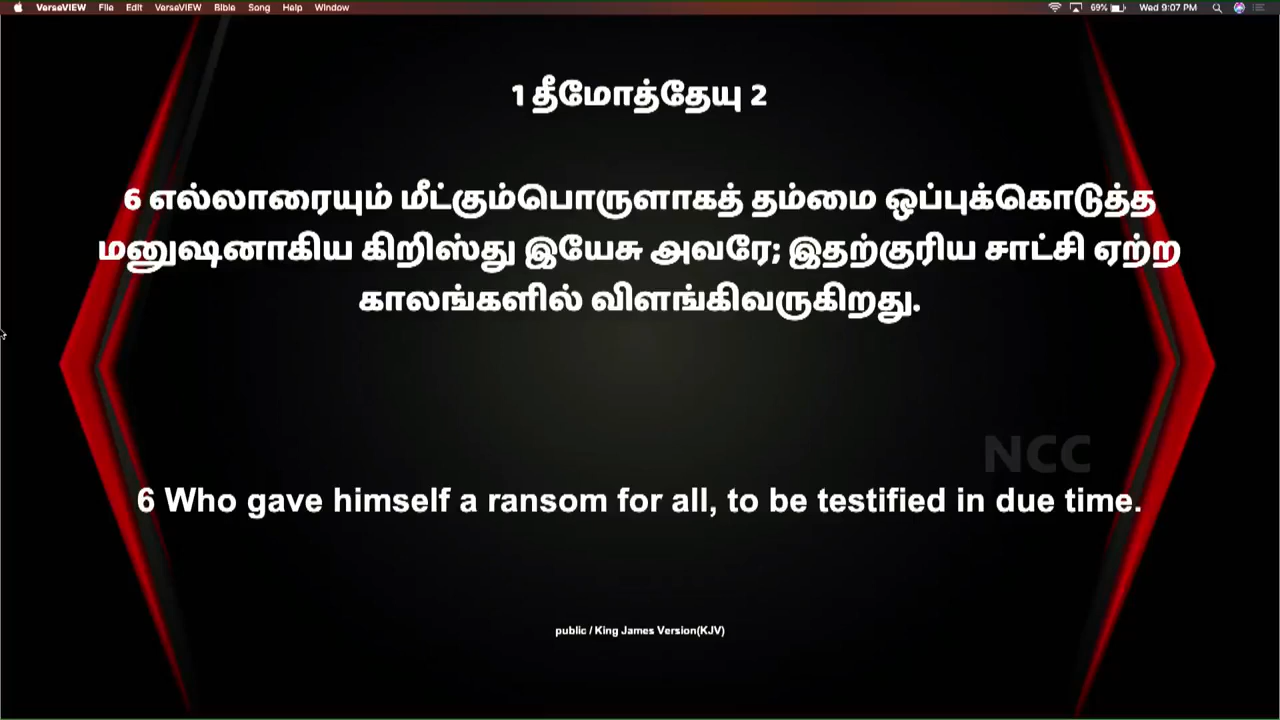 VerseVIEW File Edit VerseVIEW Bible Song Help Window 69% Wed 9:07 PM
1 தீமோத்தேயு 2
6 எல்லாரையும் மீட்கும்பொருளாகத் தம்மை ஒப்புக்கொடுத்த
மனுஷனாகிய கிறிஸ்து இயேசு அவரே; இதற்குரிய சாட்சி ஏற்ற
காலங்களில் விளங்கிவருகிறது.
NCC
6 Who gave himself a ransom for all, to be testified in due time.
public / King James Version(KJV)